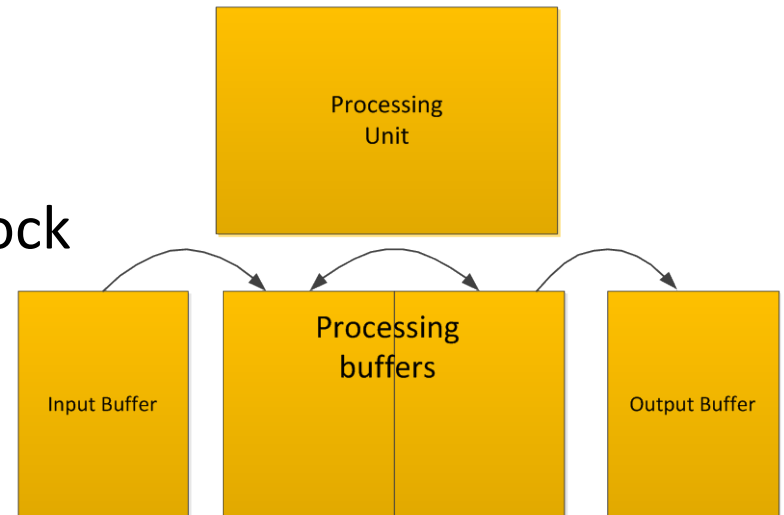 Processing
Unit
ock
Processing
buffers
Input Buffer
Output Buffer